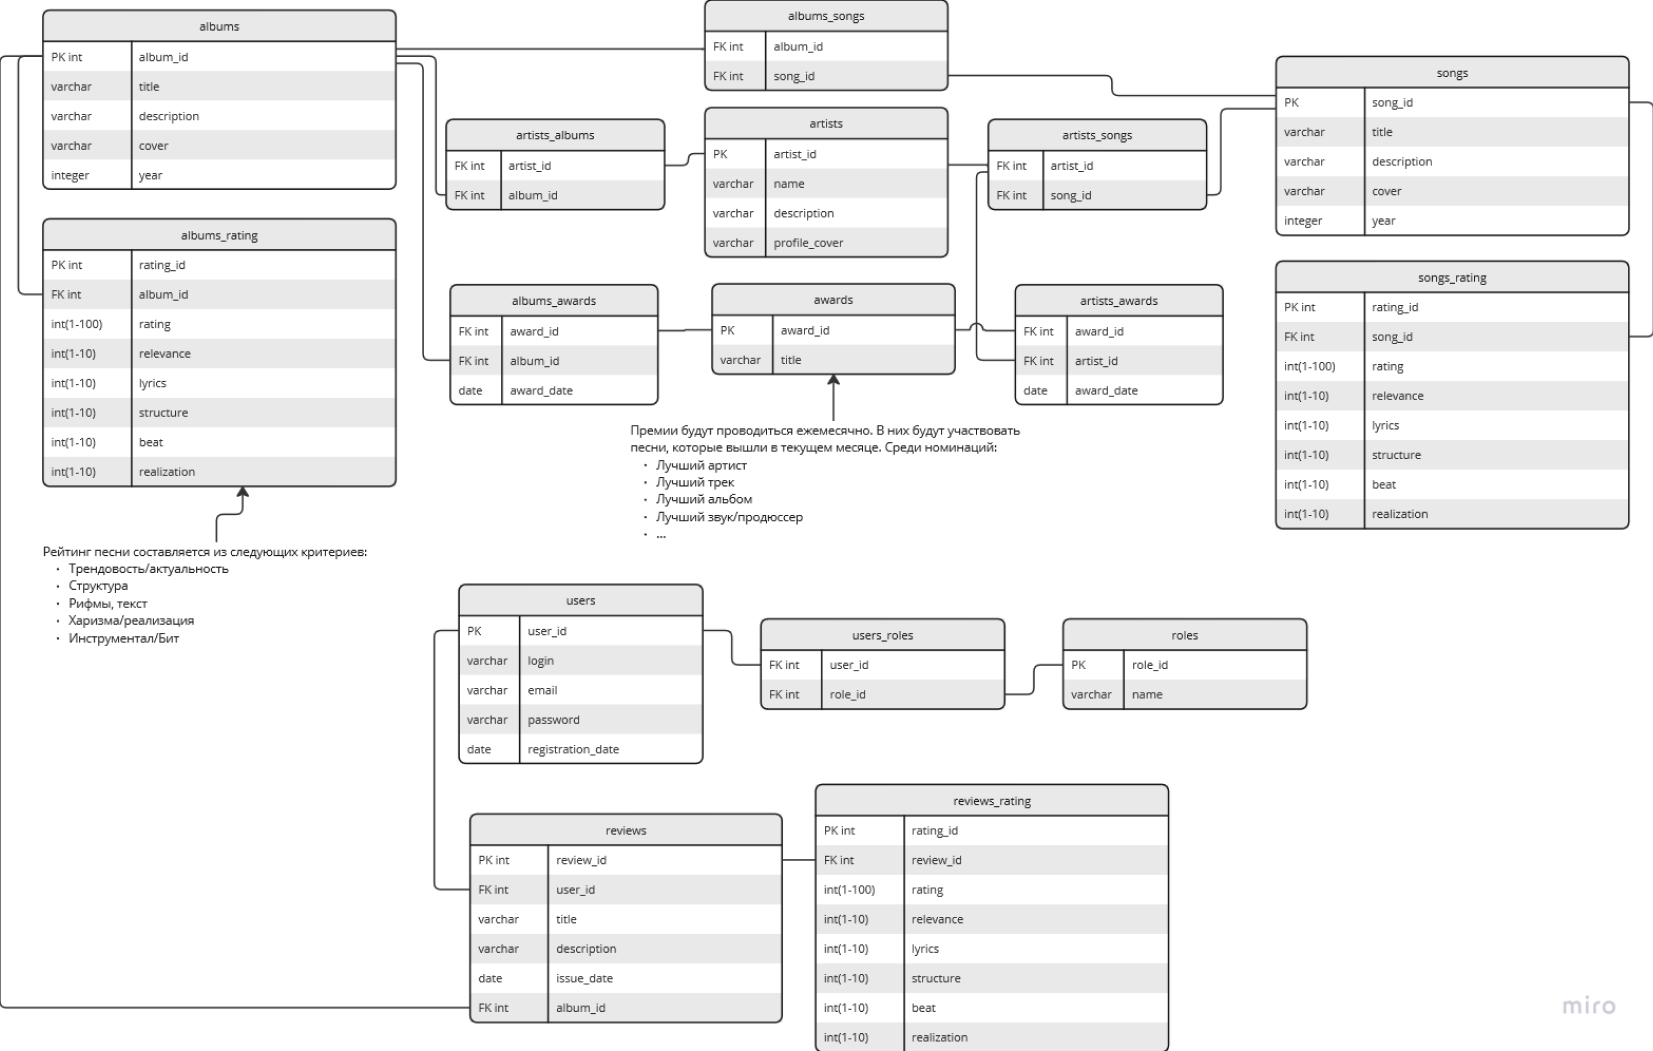 albums
PK int album_id
varchar title
varchar description
varchar cover
integer year
albums_rating
PK int rating_id
FK int album_id
int(1-100) rating
int(1-10) relevance
int(1-10) lyrics
int(1-10) structure
int(1-10) beat
int(1-10) realization
Рейтинг песни составляется из следующих критериев:
· Трендовость/актуальность
· Структура
· Рифмы, текст
· Харизма/реализация
· Инструментал/Бит
albums_songs
FK int album_id
FK int song_id
artists_albums
FK int artist_id
FK int album_id
artists
PK artist_id
varchar name
varchar description
varchar profile_cover
artists_songs
FK int artist_id
FK int song_id
songs
PK song_id
varchar title
varchar description
varchar cover
integer year
albums_awards
FK int award_id
FK int album_id
date award_date
awards
PK award_id
varchar title
artists_awards
FK int award_id
FK int artist_id
date award_date
Премии будут проводиться ежемесячно. В них будут участвовать
песни, которые вышли в текущем месяце. Среди номинаций:
· Лучший артист
· Лучший трек
· Лучший альбом
· Лучший звук/продюссер
· ...
songs_rating
PK int rating_id
FK int song_id
int(1-100) rating
int(1-10) relevance
int(1-10) lyrics
int(1-10) structure
int(1-10) beat
int(1-10) realization
users
PK user_id
varchar login
varchar email
varchar password
date registration_date
users_roles
FK int user_id
FK int role_id
roles
PK role_id
varchar name
reviews
PK int review_id
FK int user_id
varchar title
varchar description
date issue_date
FK int album_id
reviews_rating
PK int rating_id
FK int review_id
int(1-100) rating
int(1-10) relevance
int(1-10) lyrics
int(1-10) structure
int(1-10) beat
int(1-10) realization
miro